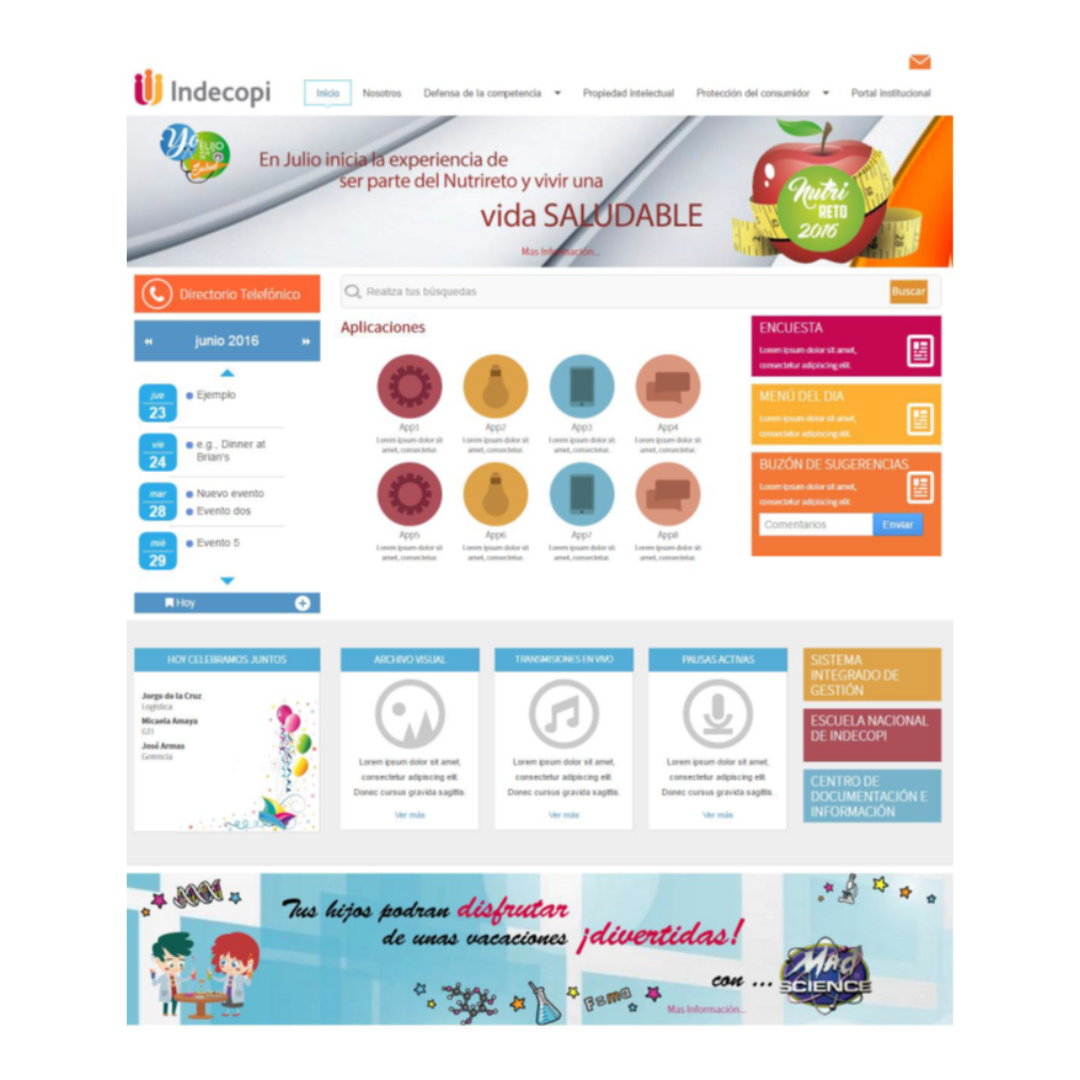 Indecopi
Inicio
Nosotros
Defensa de la competencia
Propiedad intelectual
Protección del consumidor
Portal institucional
Yo
ELIJO
Salud
En Julio inicia la experiencia de
ser parte del Nutrireto y vivir una
vida SALUDABLE
Mas Información...
Nutri
RETO
2016
Directorio Telefónico
Realiza tus búsquedas
Buscar
junio 2016
jue
23
Ejemplo
vie
24
e.g., Dinner at
Brian's
mar
28
Nuevo evento
Evento dos
mié
29
Evento 5
Hoy
Aplicaciones
App1
Lorem ipsum dolor sit
amet, consectetur.
App2
Lorem ipsum dolor sit
amet, consectetur.
App3
Lorem ipsum dolor sit
amet, consectetur.
App4
Lorem ipsum dolor sit
amet, consectetur.
App5
Lorem ipsum dolor sit
amet, consectetur.
App6
Lorem ipsum dolor sit
amet, consectetur.
App7
Lorem ipsum dolor sit
amet, consectetur.
App8
Lorem ipsum dolor sit
amet, consectetur.
ENCUESTA
Lorem ipsum dolor sit amet,
consectetur adipiscing elit.
MENÚ DEL DIA
Lorem ipsum dolor sit amet,
consectetur adipiscing elit.
BUZÓN DE SUGERENCIAS
Lorem ipsum dolor sit amet,
consectetur adipiscing elit.
Comentarios
Enviar
HOY CELEBRAMOS JUNTOS
Jorge de la Cruz
Logística
Micaela Amaya
GTI
José Armas
Gerencia
ARCHIVO VISUAL
Lorem ipsum dolor sit amet,
consectetur adipiscing elit.
Donec cursus gravida sagittis.
Ver más
TRANSMISIONES EN VIVO
Lorem ipsum dolor sit amet,
consectetur adipiscing elit.
Donec cursus gravida sagittis.
Ver más
PAUSAS ACTIVAS
Lorem ipsum dolor sit amet,
consectetur adipiscing elit.
Donec cursus gravida sagittis.
Ver más
SISTEMA
INTEGRADO DE
GESTIÓN
ESCUELA NACIONAL
DE INDECOPI
CENTRO DE
DOCUMENTACIÓN E
INFORMACIÓN
Tus hijos podran disfrutar
de unas vacaciones ¡divertidas!
con ...
MAD
SCIENCE
F=ma
Mas Información...